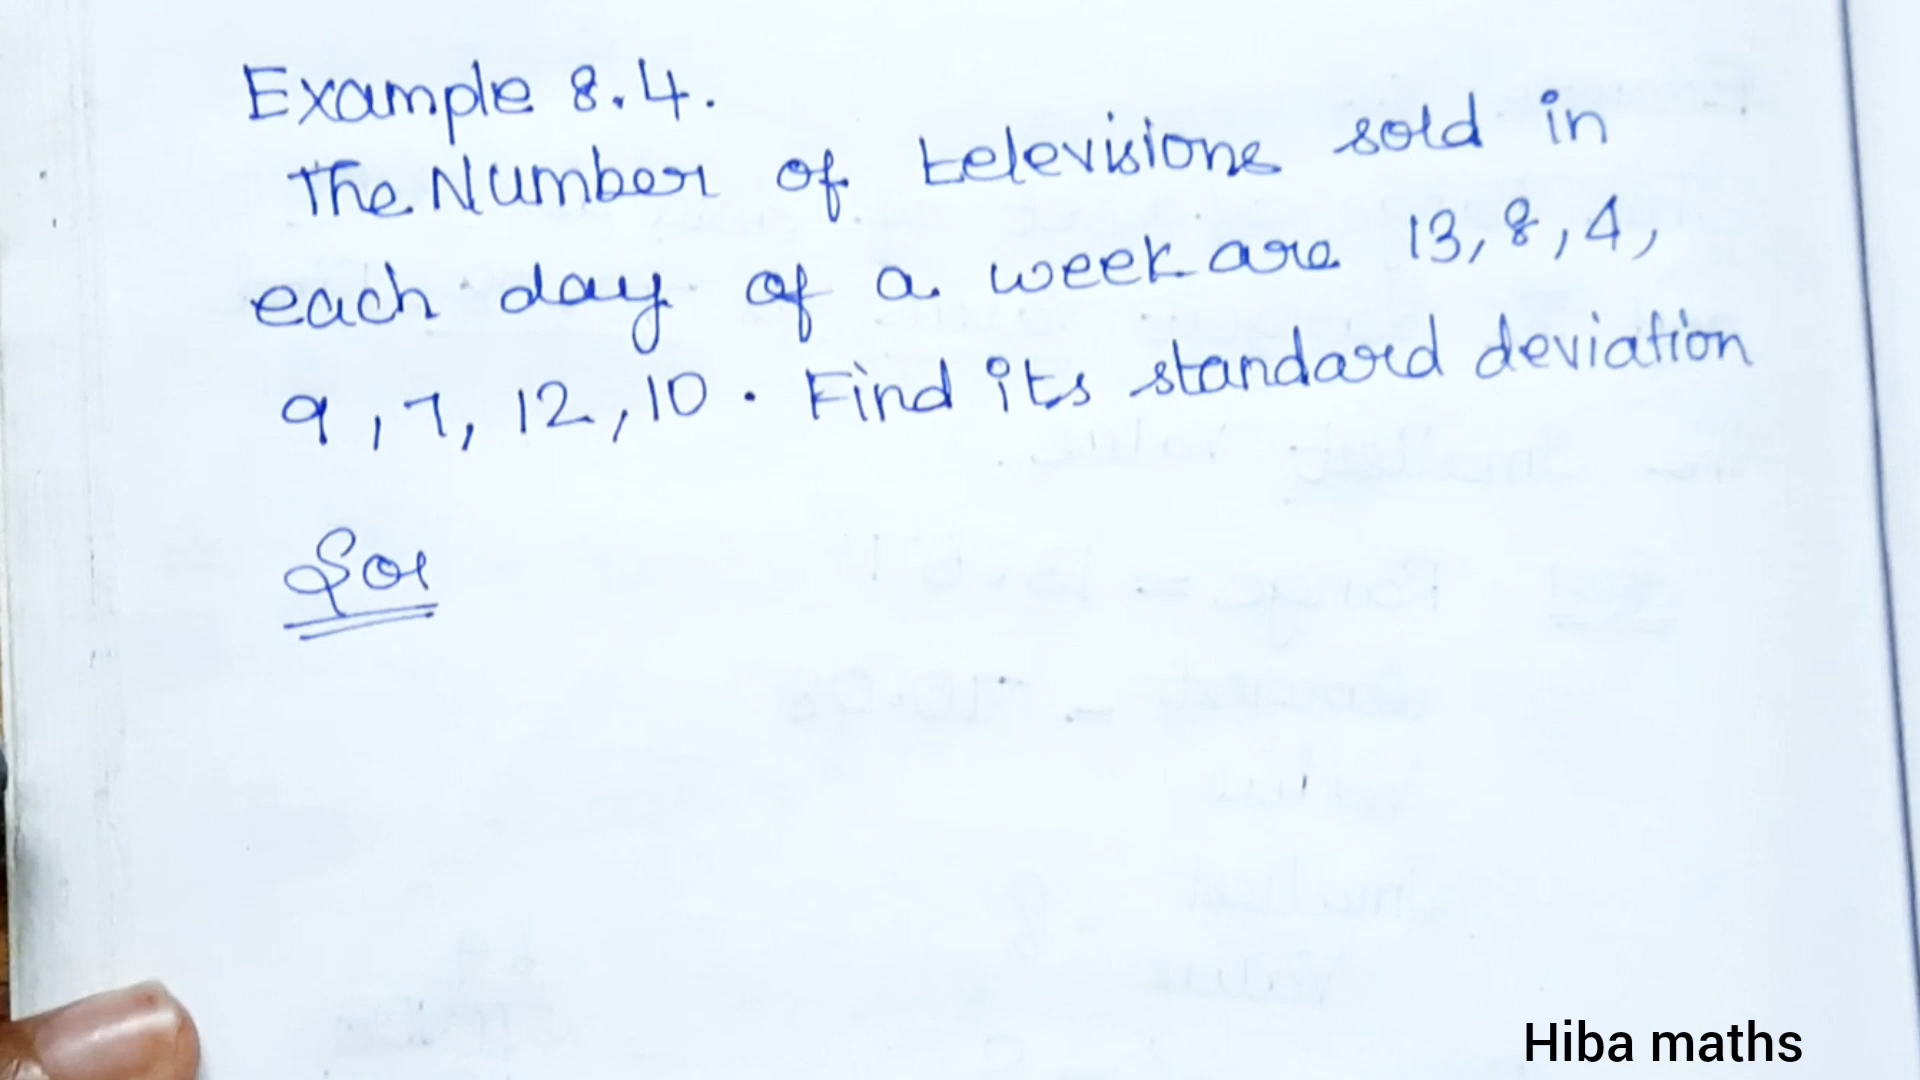 Example 8.4.
The Number of televisions sold in
each day of a week are 13, 8, 4,
9, 7, 12, 10. Find its standard deviation
Sol
Hiba maths